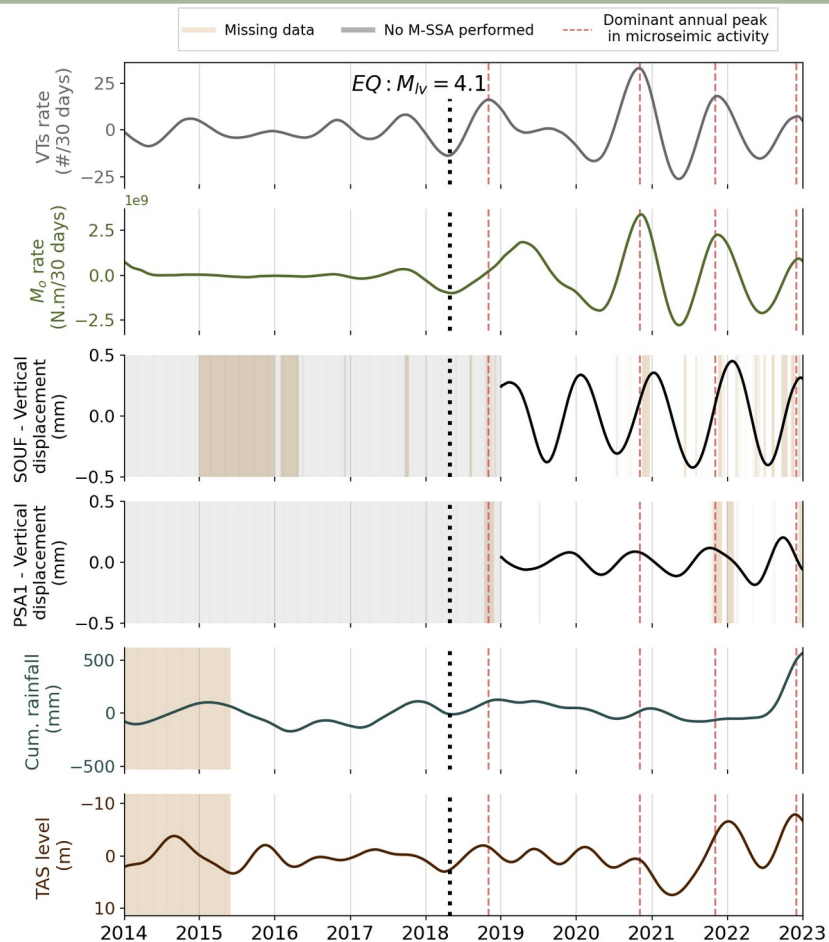 Missing data
No M-SSA performed
Dominant annual peak
in microseimic activity
EQ : M_lv = 4.1
VTs rate
(#/30 days)
25
0
−25
1e9
M_o rate
(N.m/30 days)
2.5
0.0
−2.5
SOUF - Vertical
displacement
(mm)
0.5
0.0
−0.5
PSA1 - Vertical
displacement
(mm)
0.5
0.0
−0.5
Cum. rainfall
(mm)
500
0
−500
TAS level
(m)
−10
0
10
2014 2015 2016 2017 2018 2019 2020 2021 2022 2023